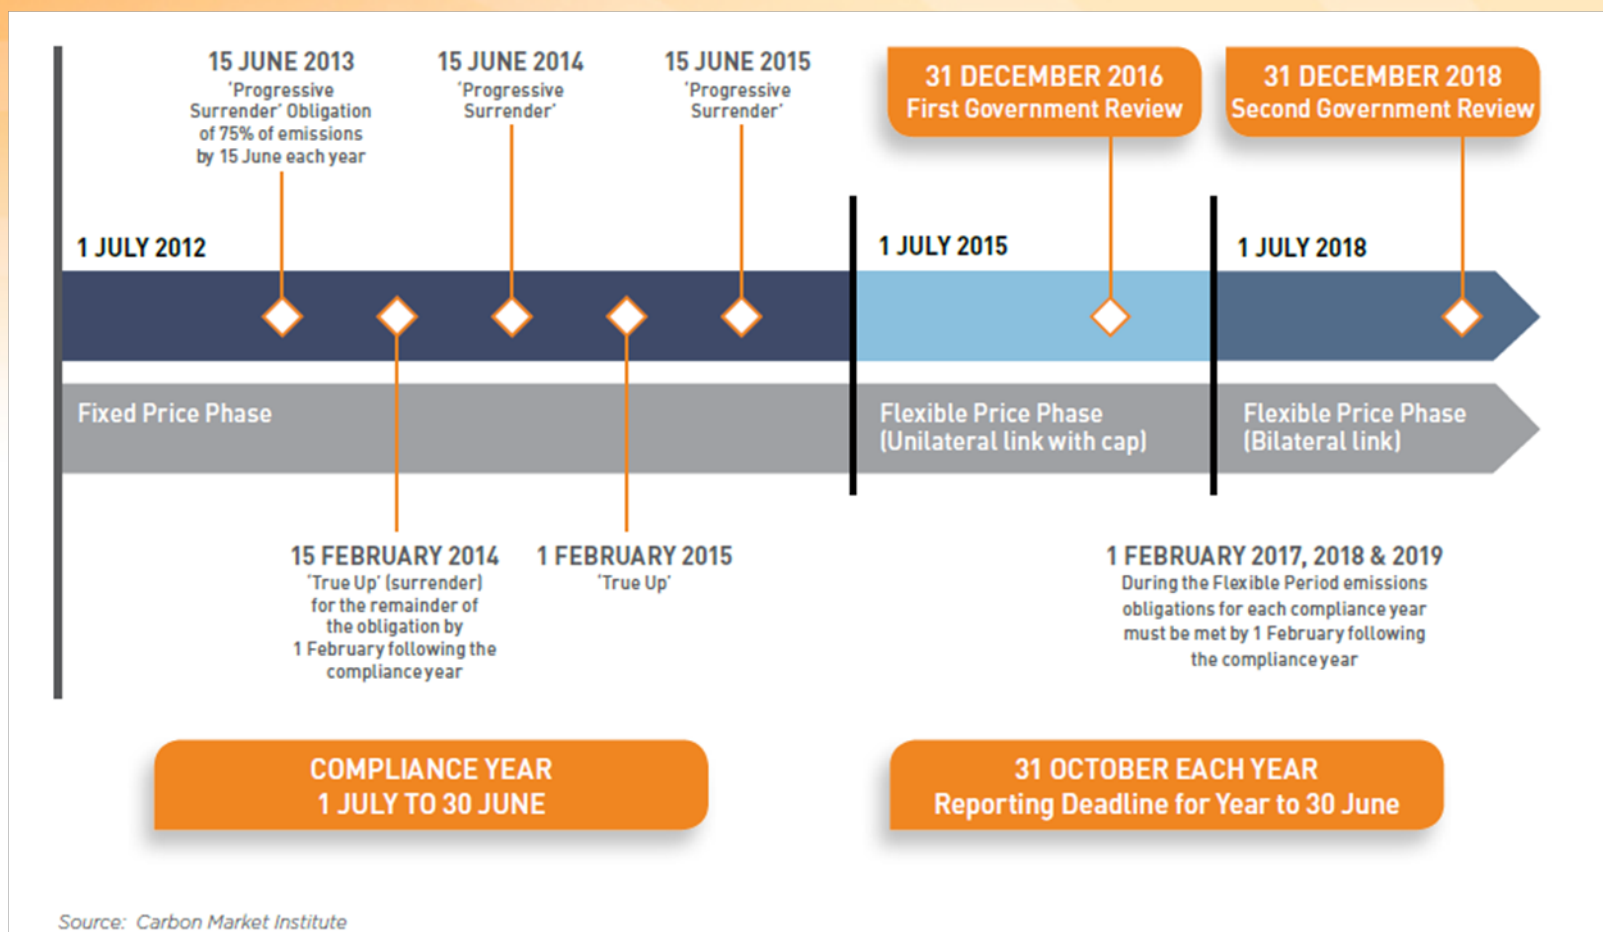 15 JUNE 2013
'Progressive
Surrender' Obligation
of 75% of emissions
by 15 June each year
15 JUNE 2014
'Progressive
Surrender'
15 JUNE 2015
'Progressive
Surrender'
31 DECEMBER 2016
First Government Review
31 DECEMBER 2018
Second Government Review
1 JULY 2012
1 JULY 2015
1 JULY 2018
Fixed Price Phase
Flexible Price Phase
(Unilateral link with cap)
Flexible Price Phase
(Bilateral link)
15 FEBRUARY 2014
'True Up' (surrender)
for the remainder of
the obligation by
1 February following the
compliance year
1 FEBRUARY 2015
'True Up'
1 FEBRUARY 2017, 2018 & 2019
During the Flexible Period emissions
obligations for each compliance year
must be met by 1 February following
the compliance year
COMPLIANCE YEAR
1 JULY TO 30 JUNE
31 OCTOBER EACH YEAR
Reporting Deadline for Year to 30 June
Source: Carbon Market Institute